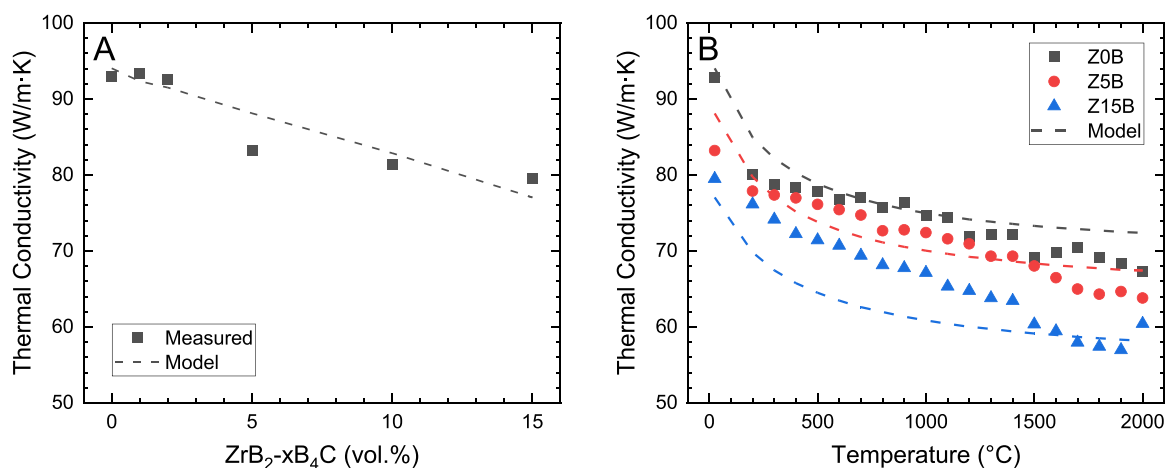 A
Thermal Conductivity (W/m·K)
100
90
80
70
60
50
Measured
Model
0
5
10
15
ZrB₂-xB₄C (vol.%)
B
Thermal Conductivity (W/m·K)
100
90
80
70
60
50
Z0B
Z5B
Z15B
Model
0
500
1000
1500
2000
Temperature (°C)